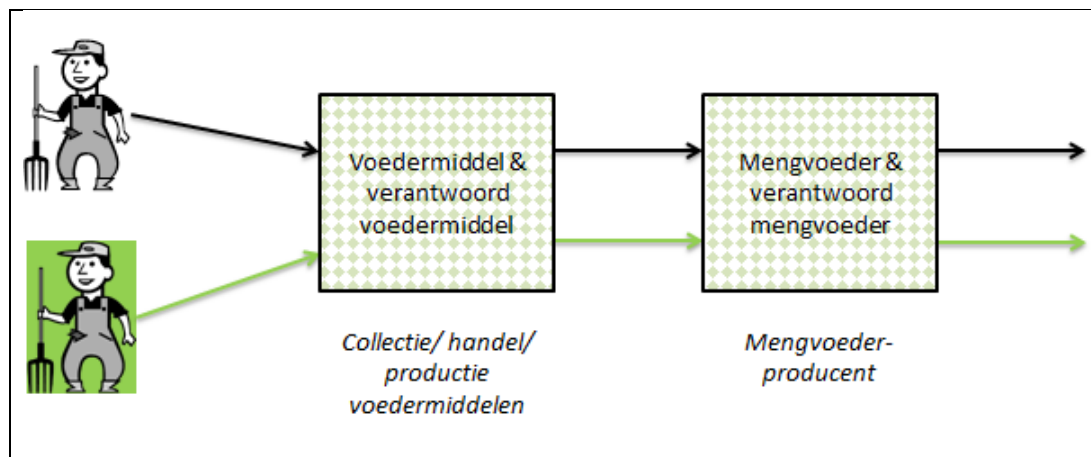 Voedermiddel &
verantwoord
voedermiddel
Mengvoeder &
verantwoord
mengvoeder
Collectie/ handel/
productie
voedermiddelen
Mengvoeder-
producent